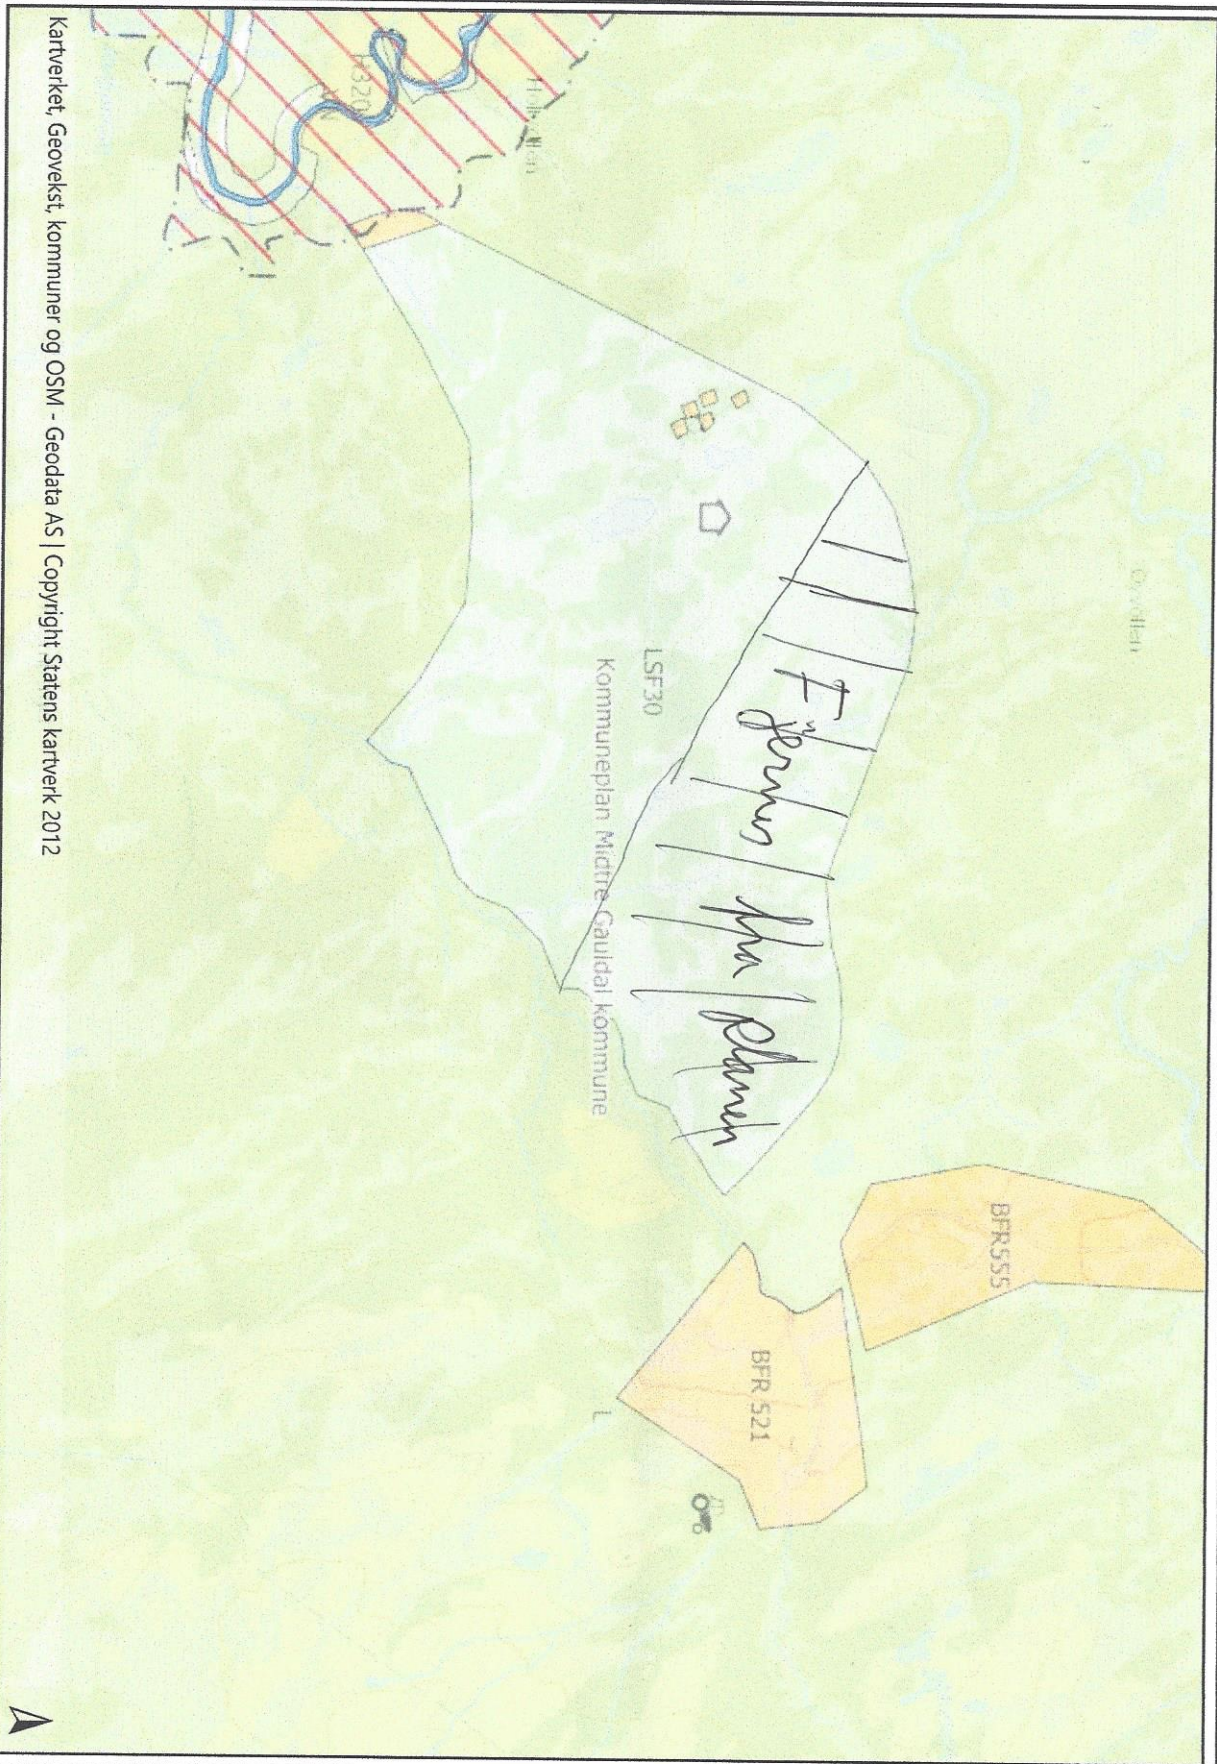 H320
BFR555
Fjernes fra Planen
LSF30
Kommuneplan Midtre Gauldal kommune
BFR 521
L
Kartverket, Geovekst, kommuner og OSM - Geodata AS | Copyright Statens kartverk 2012